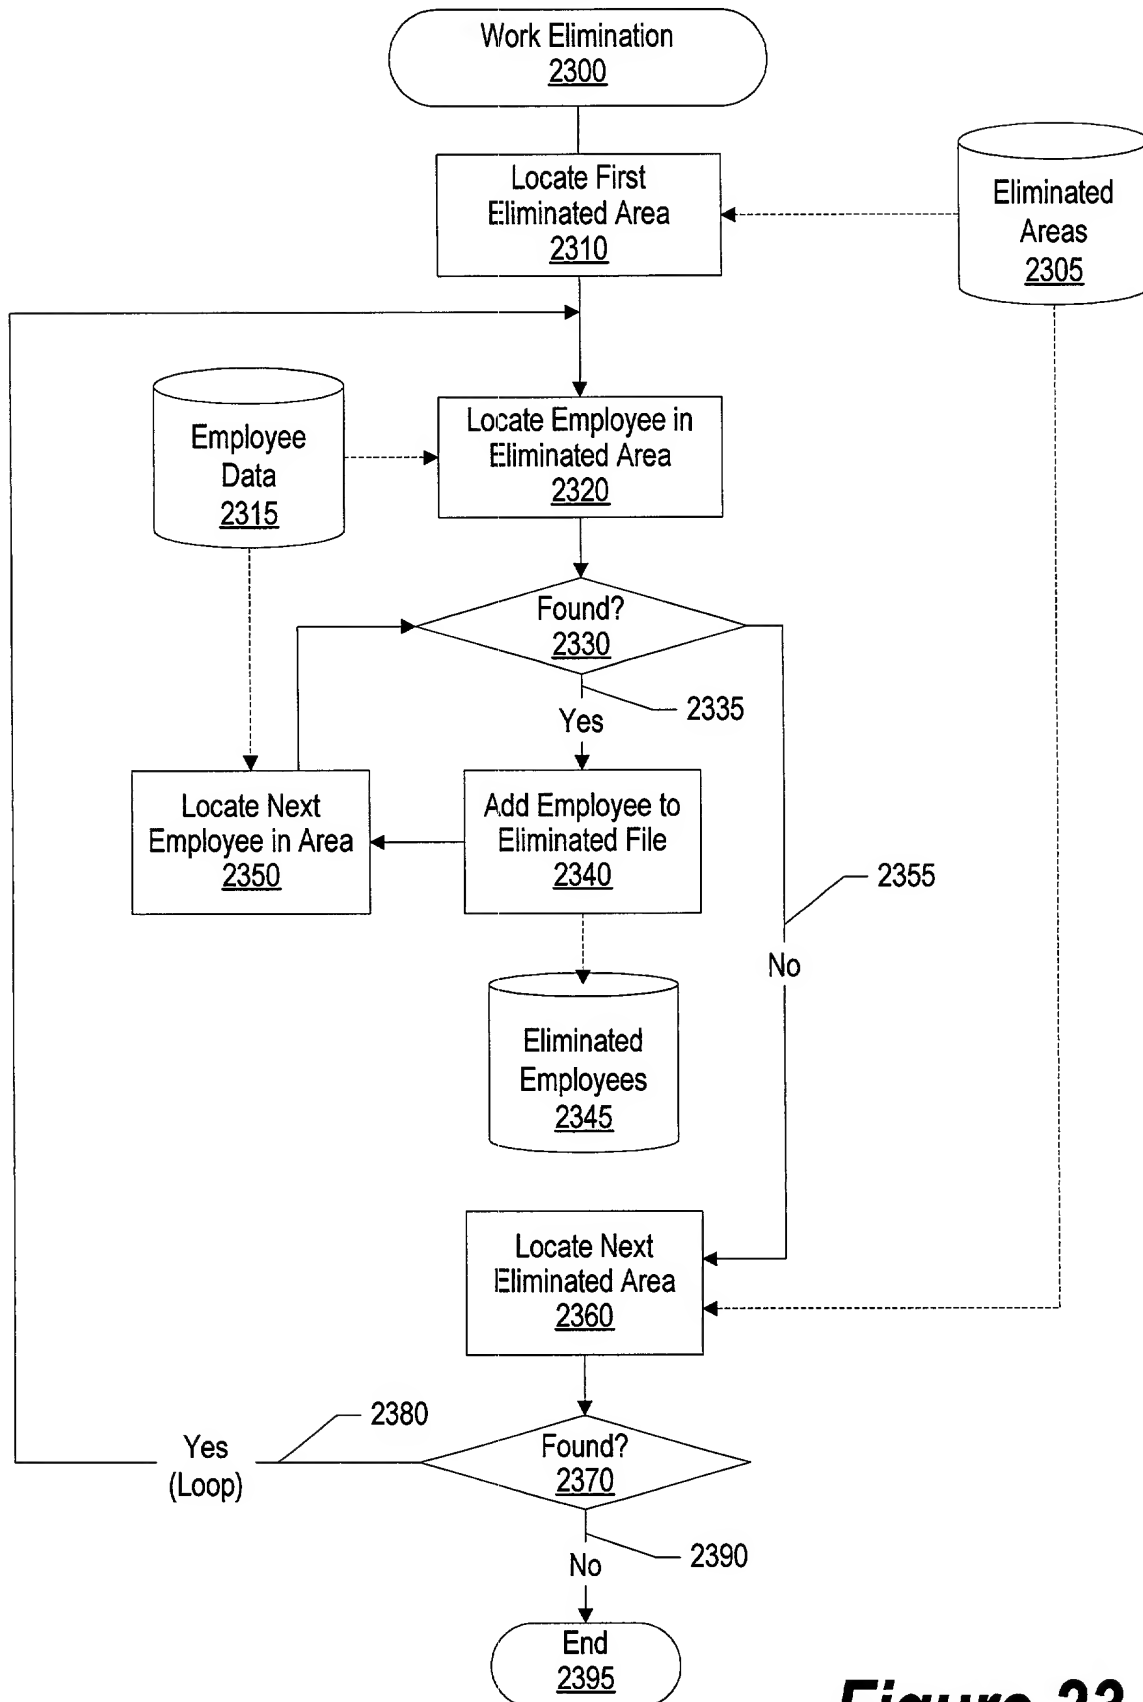 Work Elimination
2300
Locate First
Eliminated Area
2310
Eliminated
Areas
2305
Employee
Data
2315
Locate Employee in
Eliminated Area
2320
Found?
2330
2335
Yes
Locate Next
Employee in Area
2350
Add Employee to
Eliminated File
2340
2355
No
Eliminated
Employees
2345
Locate Next
Eliminated Area
2360
2380
Yes
(Loop)
Found?
2370
2390
No
End
2395
Figure 23